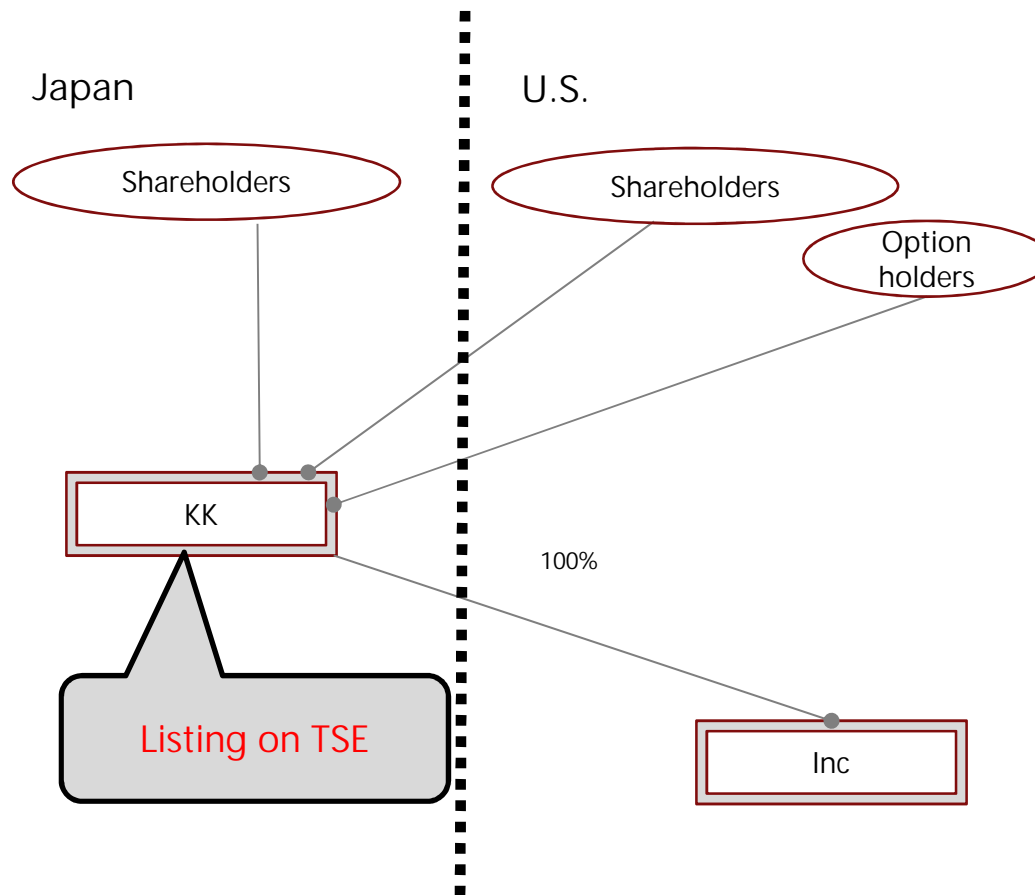 Japan
U.S.
Shareholders
Shareholders
Option
holders
KK
100%
Listing on TSE
Inc